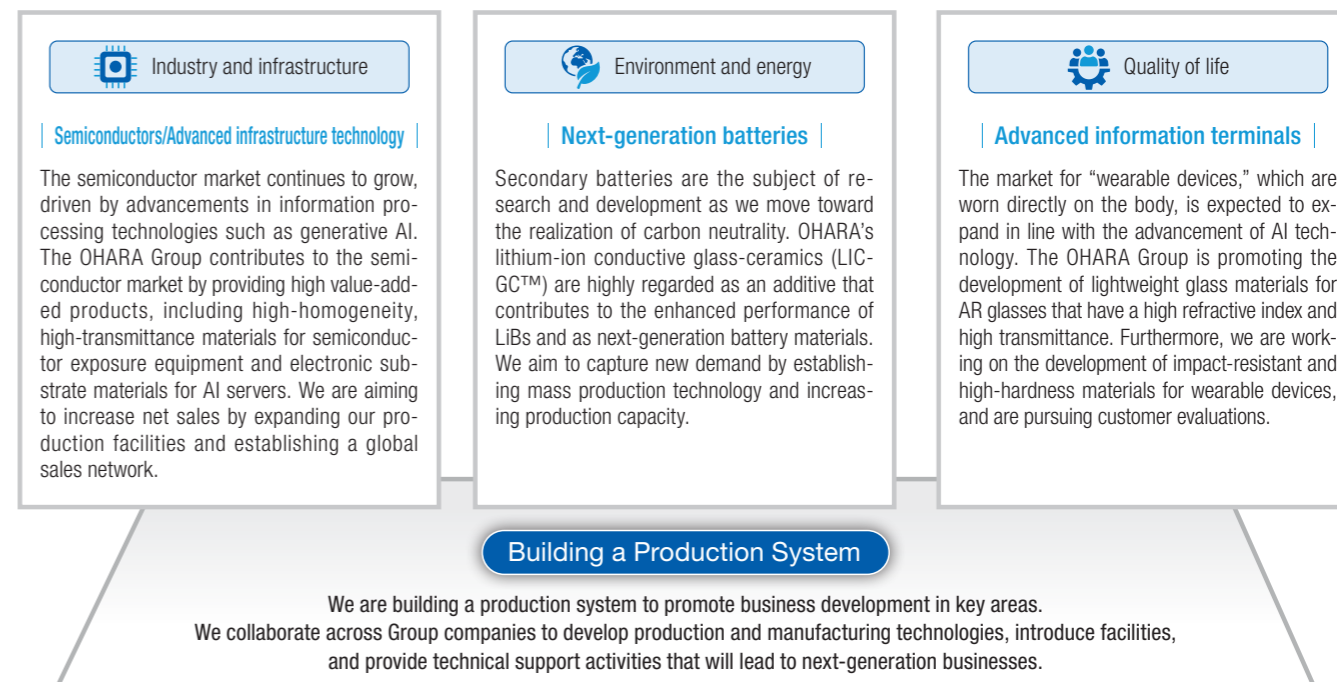 Industry and infrastructure
Semiconductors/Advanced infrastructure technology
The semiconductor market continues to grow,
driven by advancements in information pro-
cessing technologies such as generative AI.
The OHARA Group contributes to the semi-
conductor market by providing high value-add-
ed products, including high-homogeneity,
high-transmittance materials for semiconduc-
tor exposure equipment and electronic sub-
strate materials for AI servers. We are aiming
to increase net sales by expanding our pro-
duction facilities and establishing a global
sales network.
Environment and energy
Next-generation batteries
Secondary batteries are the subject of re-
search and development as we move toward
the realization of carbon neutrality. OHARA’s
lithium-ion conductive glass-ceramics (LIC-
GC™) are highly regarded as an additive that
contributes to the enhanced performance of
LiBs and as next-generation battery materials.
We aim to capture new demand by establish-
ing mass production technology and increas-
ing production capacity.
Quality of life
Advanced information terminals
The market for “wearable devices,” which are
worn directly on the body, is expected to ex-
pand in line with the advancement of AI tech-
nology. The OHARA Group is promoting the
development of lightweight glass materials for
AR glasses that have a high refractive index and
high transmittance. Furthermore, we are work-
ing on the development of impact-resistant and
high-hardness materials for wearable devices,
and are pursuing customer evaluations.
Building a Production System
We are building a production system to promote business development in key areas.
We collaborate across Group companies to develop production and manufacturing technologies, introduce facilities,
and provide technical support activities that will lead to next-generation businesses.